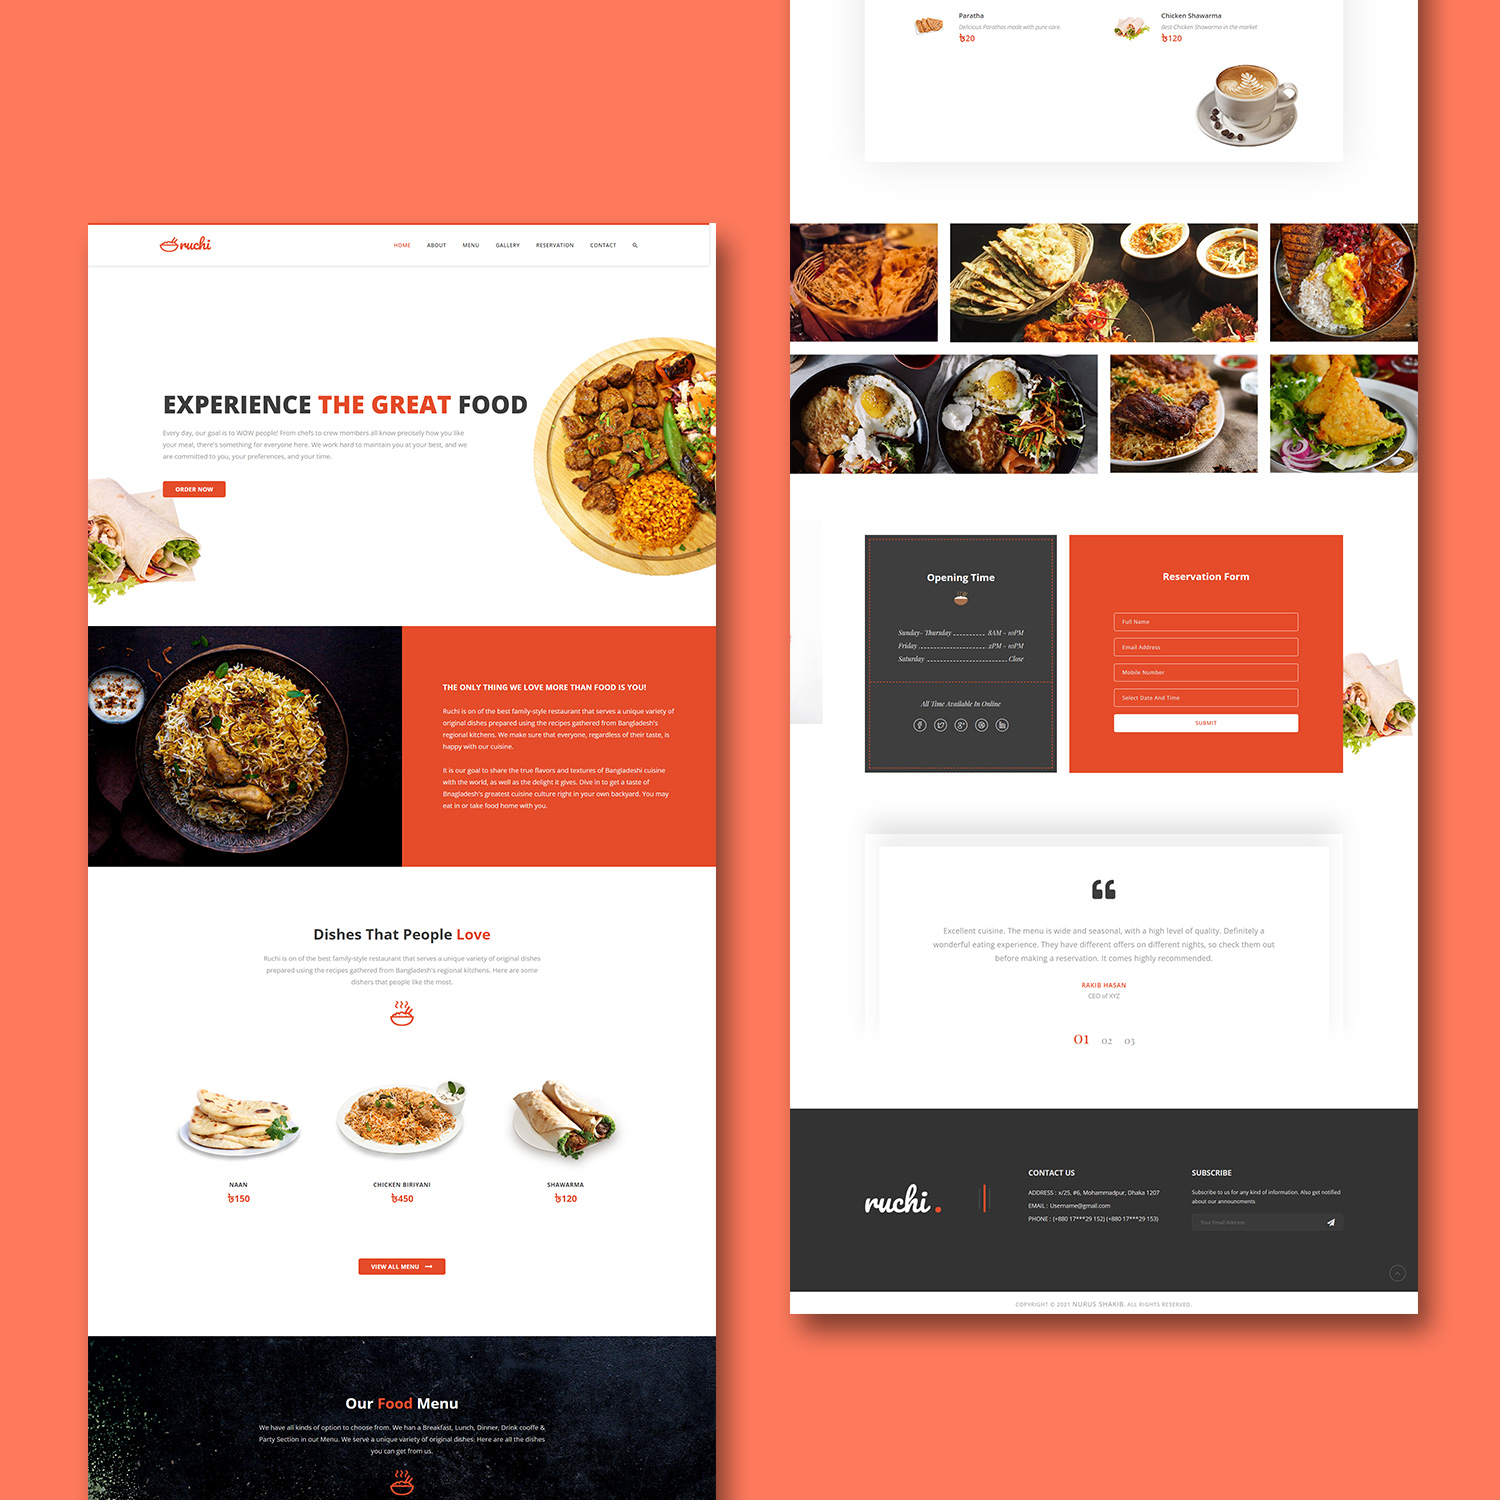 ruchi
HOME ABOUT MENU GALLERY RESERVATION CONTACT
EXPERIENCE THE GREAT FOOD
Every day, our goal is to WOW people! From chefs to crew members all know precisely how you like
your meal, there's something for everyone here. We work hard to maintain you at your best, and we
are committed to you, your preferences, and your time.
ORDER NOW
THE ONLY THING WE LOVE MORE THAN FOOD IS YOU!
Ruchi is on of the best family-style restaurant that serves a unique variety of
original dishes prepared using the recipes gathered from Bangladesh's
regional kitchens. We make sure that everyone, regardless of their taste, is
happy with our cuisine.
It is our goal to share the true flavors and textures of Bangladeshi cuisine
with the world, as well as the delight it gives. Dive in to get a taste of
Bnagladesh's greatest cuisine culture right in your own backyard. You may
eat in or take food home with you.
Dishes That People Love
Ruchi is on of the best family-style restaurant that serves a unique variety of original dishes
prepared using the recipes gathered from Bangladesh's regional kitchens. Here are some
dishers that people like the most.
NAAN
৳150
CHICKEN BIRIYANI
৳450
SHAWARMA
৳120
VIEW ALL MENU
Our Food Menu
We have all kinds of option to choose from. We han a Breakfast, Lunch, Dinner, Drink cooffe &
Party Section in our Menu. We serve a unique variety of original dishes. Here are all the dishes
you can get from us.
Paratha
Delicious Parathas made with pure care.
৳20
Chicken Shawarma
Best Chicken Shawarma in the market
৳120
Opening Time
Sunday- Thursday 8AM - 10PM
Friday 2PM - 10PM
Saturday Close
All Time Available In Online
Reservation Form
Full Name
Email Address
Mobile Number
Select Date And Time
SUBMIT
Excellent cuisine. The menu is wide and seasonal, with a high level of quality. Definitely a
wonderful eating experience. They have different offers on different nights, so check them out
before making a reservation. It comes highly recommended.
RAKIB HASAN
CEO of XYZ
01 02 03
ruchi.
CONTACT US
ADDRESS : x/25, #6, Mohammadpur, Dhaka 1207
EMAIL : Username@gmail.com
PHONE : (+880 17***29 152) (+880 17***29 153)
SUBSCRIBE
Subscribe to us for any kind of information. Also get notified
about our announcments
Your Email Address
COPYRIGHT © 2021 NURUS SHAKIB. ALL RIGHTS RESERVED.